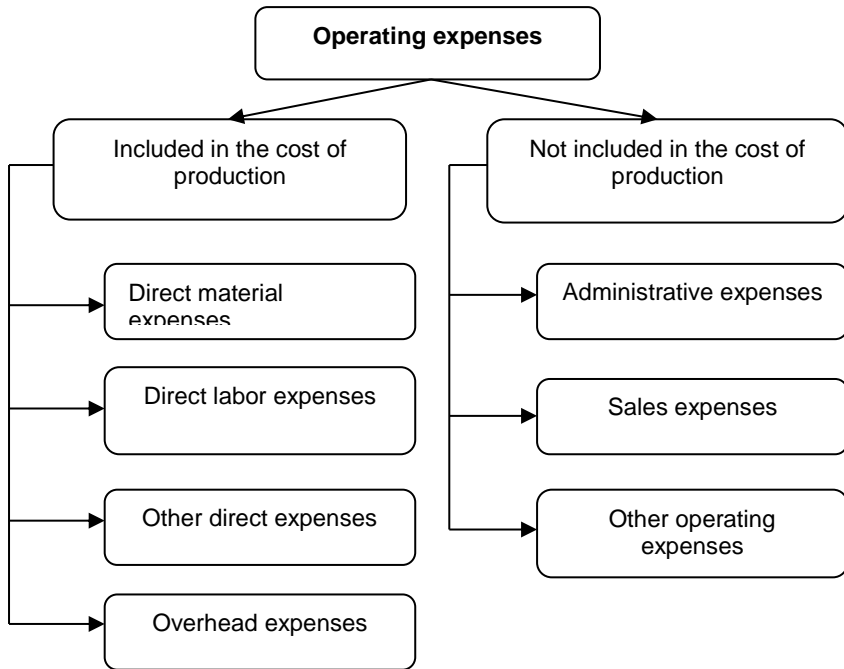 Operating expenses
Included in the cost of
production
Not included in the cost of
production
Direct material
expenses
Direct labor expenses
Other direct expenses
Overhead expenses
Administrative expenses
Sales expenses
Other operating
expenses